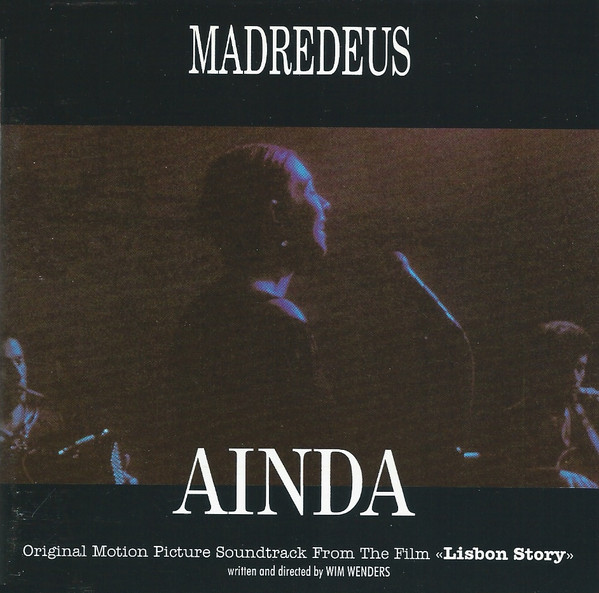 MADREDEUS
AINDA
Original Motion Picture Soundtrack From The Film «Lisbon Story»
written and directed by WIM WENDERS